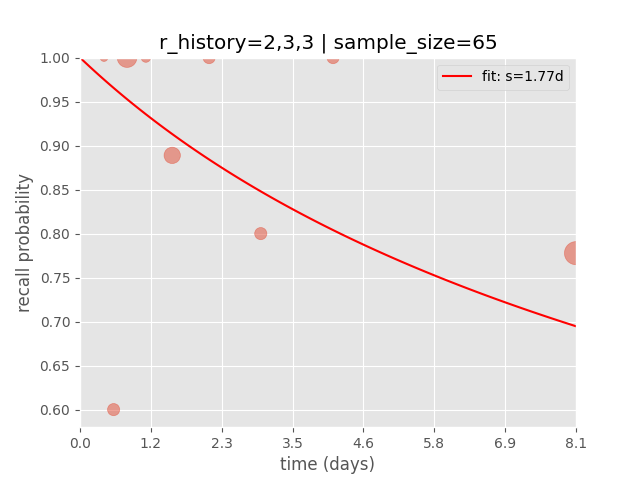 r_history=2,3,3 | sample_size=65
fit: s=1.77d
recall probability
1.00
0.95
0.90
0.85
0.80
0.75
0.70
0.65
0.60
0.0 1.2 2.3 3.5 4.6 5.8 6.9 8.1
time (days)